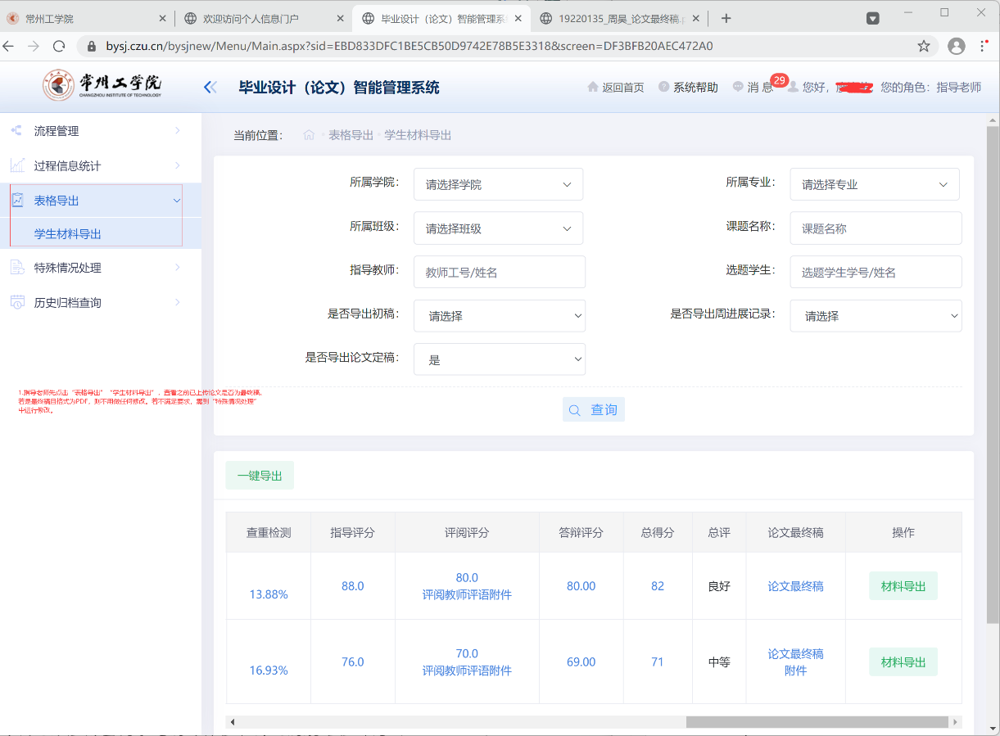 常州工学院
欢迎访问个人信息门户
毕业设计（论文）智能管理系
19220135_周昊_论文最终稿.
bysj.czu.cn/bysjnew/Menu/Main.aspx?sid=EBD833DFC1BE5CB50D9742E78B5E3318&screen=DF3BFB20AEC472A0
常州工学院
CHANGZHOU INSTITUTE OF TECHNOLOGY
毕业设计（论文）智能管理系统
返回首页
系统帮助
消 息
29
您好,
您的角色：指导老师
流程管理
过程信息统计
表格导出
学生材料导出
特殊情况处理
历史归档查询
当前位置：
表格导出
学生材料导出
所属学院： 请选择学院
所属专业： 请选择专业
所属班级： 请选择班级
课题名称： 课题名称
指导教师： 教师工号/姓名
选题学生： 选题学生学号/姓名
是否导出初稿： 请选择
是否导出周进展记录： 请选择
是否导出论文定稿： 是
1.指导老师先点击“表格导出”“学生材料导出”，查看之前已上传论文是否为最终稿。
若是最终稿且格式为PDF，则不用做任何修改。若不满足要求，需到“特殊情况处理”
中进行修改。
查询
一键导出
查重检测 指导评分 评阅评分 答辩评分 总得分 总评 论文最终稿 操作
13.88% 88.0 80.0 评阅教师评语附件 80.00 82 良好 论文最终稿 材料导出
16.93% 76.0 70.0 评阅教师评语附件 69.00 71 中等 论文最终稿 附件 材料导出